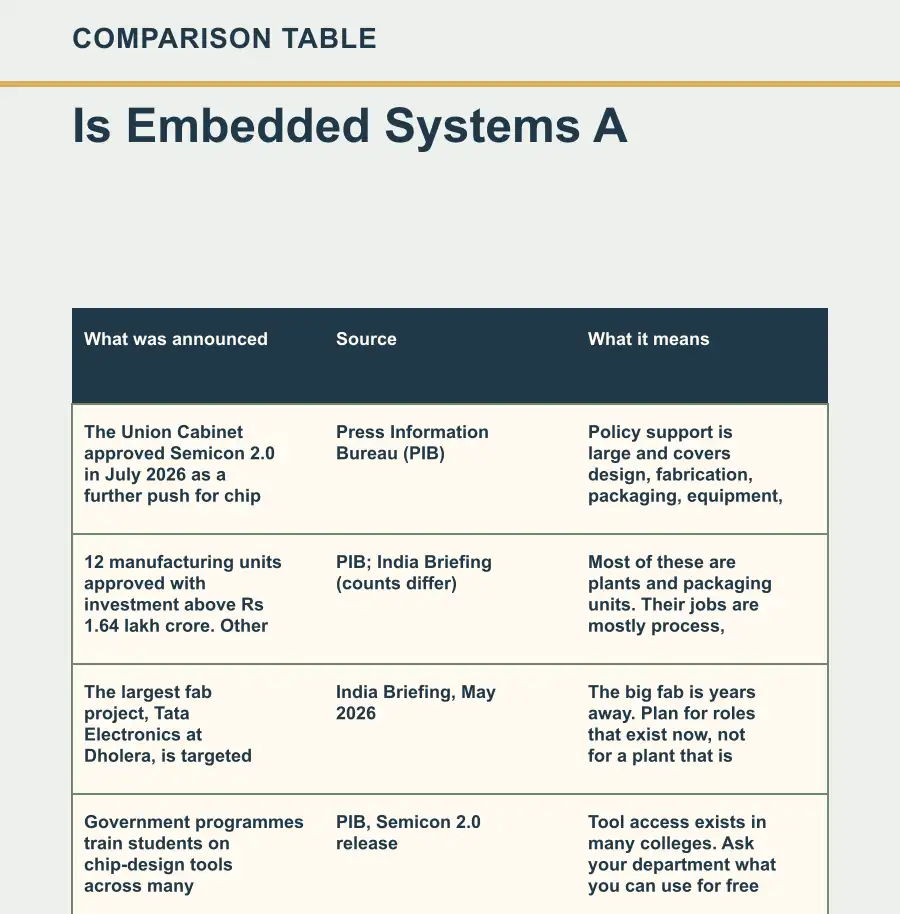 COMPARISON TABLE
Is Embedded Systems A
What was announced
Source
What it means
The Union Cabinet
approved Semicon 2.0
in July 2026 as a
further push for chip
Press Information
Bureau (PIB)
Policy support is
large and covers
design, fabrication,
packaging, equipment,
12 manufacturing units
approved with
investment above Rs
1.64 lakh crore. Other
PIB; India Briefing
(counts differ)
Most of these are
plants and packaging
units. Their jobs are
mostly process,
The largest fab
project, Tata
Electronics at
Dholera, is targeted
India Briefing, May
2026
The big fab is years
away. Plan for roles
that exist now, not
for a plant that is
Government programmes
train students on
chip-design tools
across many
PIB, Semicon 2.0
release
Tool access exists in
many colleges. Ask
your department what
you can use for free